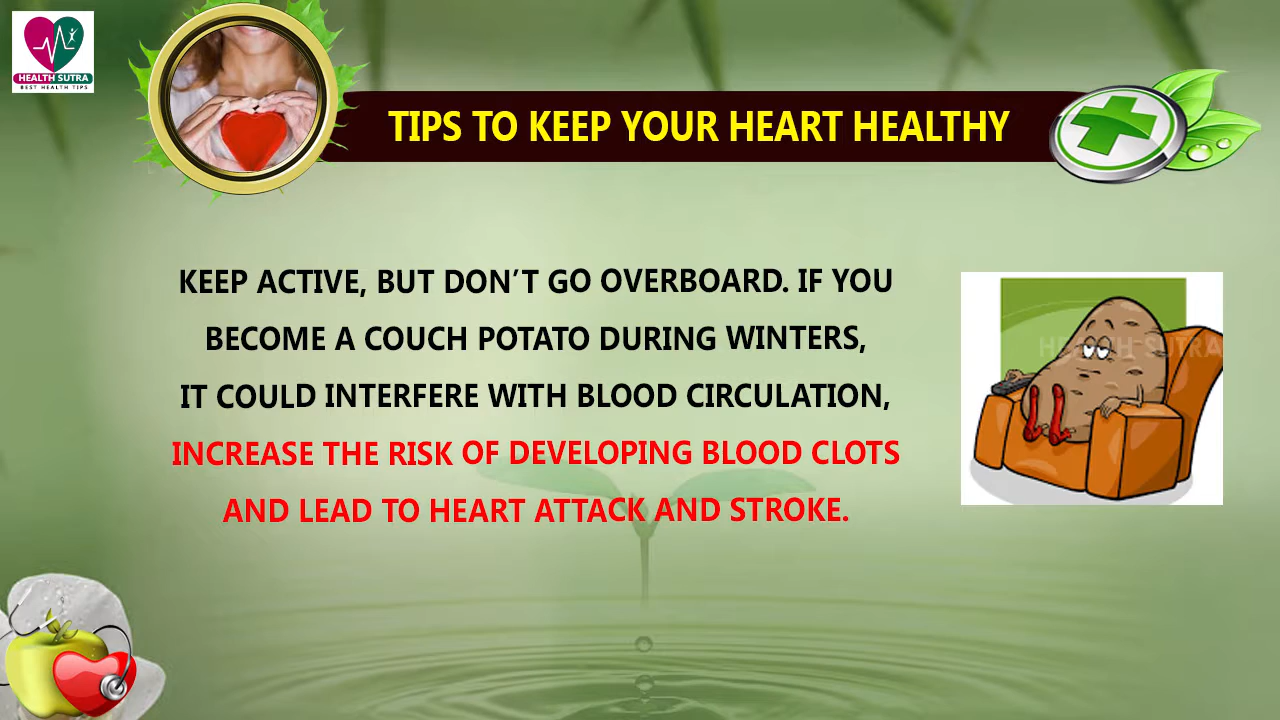 HEALTH SUTRA
BEST HEALTH TIPS
TIPS TO KEEP YOUR HEART HEALTHY
KEEP ACTIVE, BUT DON'T GO OVERBOARD. IF YOU
BECOME A COUCH POTATO DURING WINTERS,
IT COULD INTERFERE WITH BLOOD CIRCULATION,
INCREASE THE RISK OF DEVELOPING BLOOD CLOTS
AND LEAD TO HEART ATTACK AND STROKE.
HEALTH SUTRA